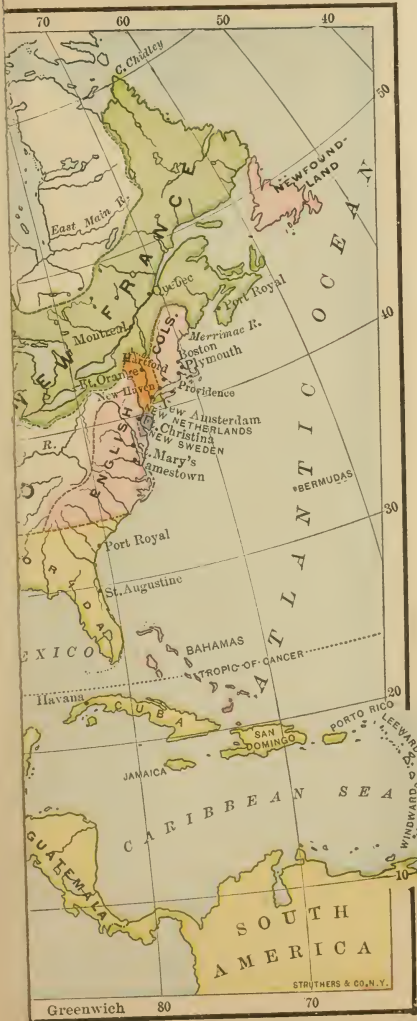 70 60 50 40
C. Chidley
50
NEWFOUND-
LAND
East Main R.
NEW FRANCE
Quebec
Port Royal
Montreal
COLS.
Merrimac R.
Boston
Plymouth
Hartford
Ft. Orange
Providence
New Haven
New Amsterdam
NEW NETHERLANDS
Christina
NEW SWEDEN
ENGLISH
R.
Mary's
amestown
ATLANTIC OCEAN
40
BERMUDAS
30
Port Royal
ORIDA
St. Augustine
EXICO
BAHAMAS
TROPIC OF CANCER
Havana
CUBA
20
SAN
DOMINGO
PORTO RICO
LEEWARD
JAMAICA
CARIBBEAN SEA
WINDWARD
GUATEMALA
10
SOUTH
AMERICA
STRUTHERS & CO., N.Y.
Greenwich 80 70